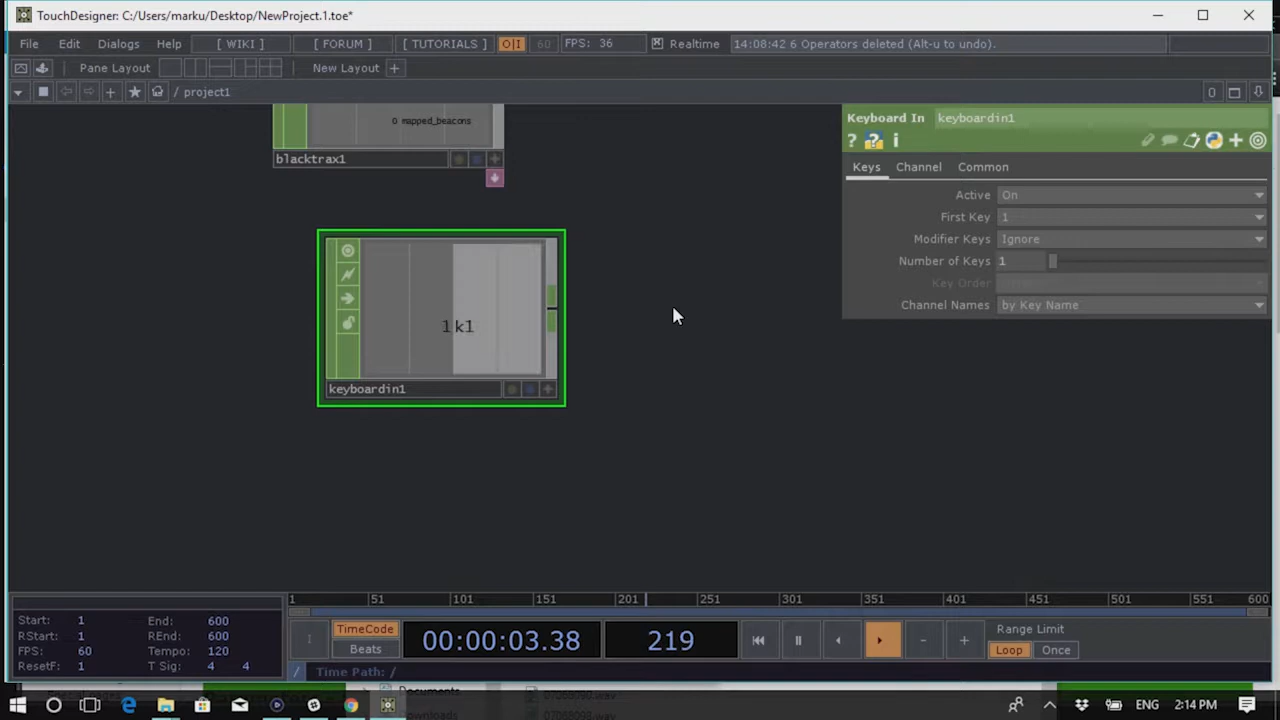 TouchDesigner: C:/Users/marku/Desktop/NewProject.1.toe*
File Edit Dialogs Help [ WIKI ] [ FORUM ] [ TUTORIALS ] O|I 60 FPS: 36 Realtime 14:08:42 6 Operators deleted (Alt-u to undo).
Pane Layout New Layout +
/ project1 0
0 mapped_beacons
blacktrax1
1 k1
keyboardin1
Keyboard In keyboardin1
? ? i
Keys Channel Common
Active On
First Key 1
Modifier Keys Ignore
Number of Keys 1
Key Order
Channel Names by Key Name
1 51 101 151 201 251 301 351 401 451 501 551 600
Start: 1 End: 600
RStart: 1 REnd: 600
FPS: 60 Tempo: 120
ResetF: 1 T Sig: 4 4
TimeCode
Beats
00:00:03.38
219
Range Limit
Loop Once
/ Time Path: /
Documents
07068098.wav
ENG 2:14 PM